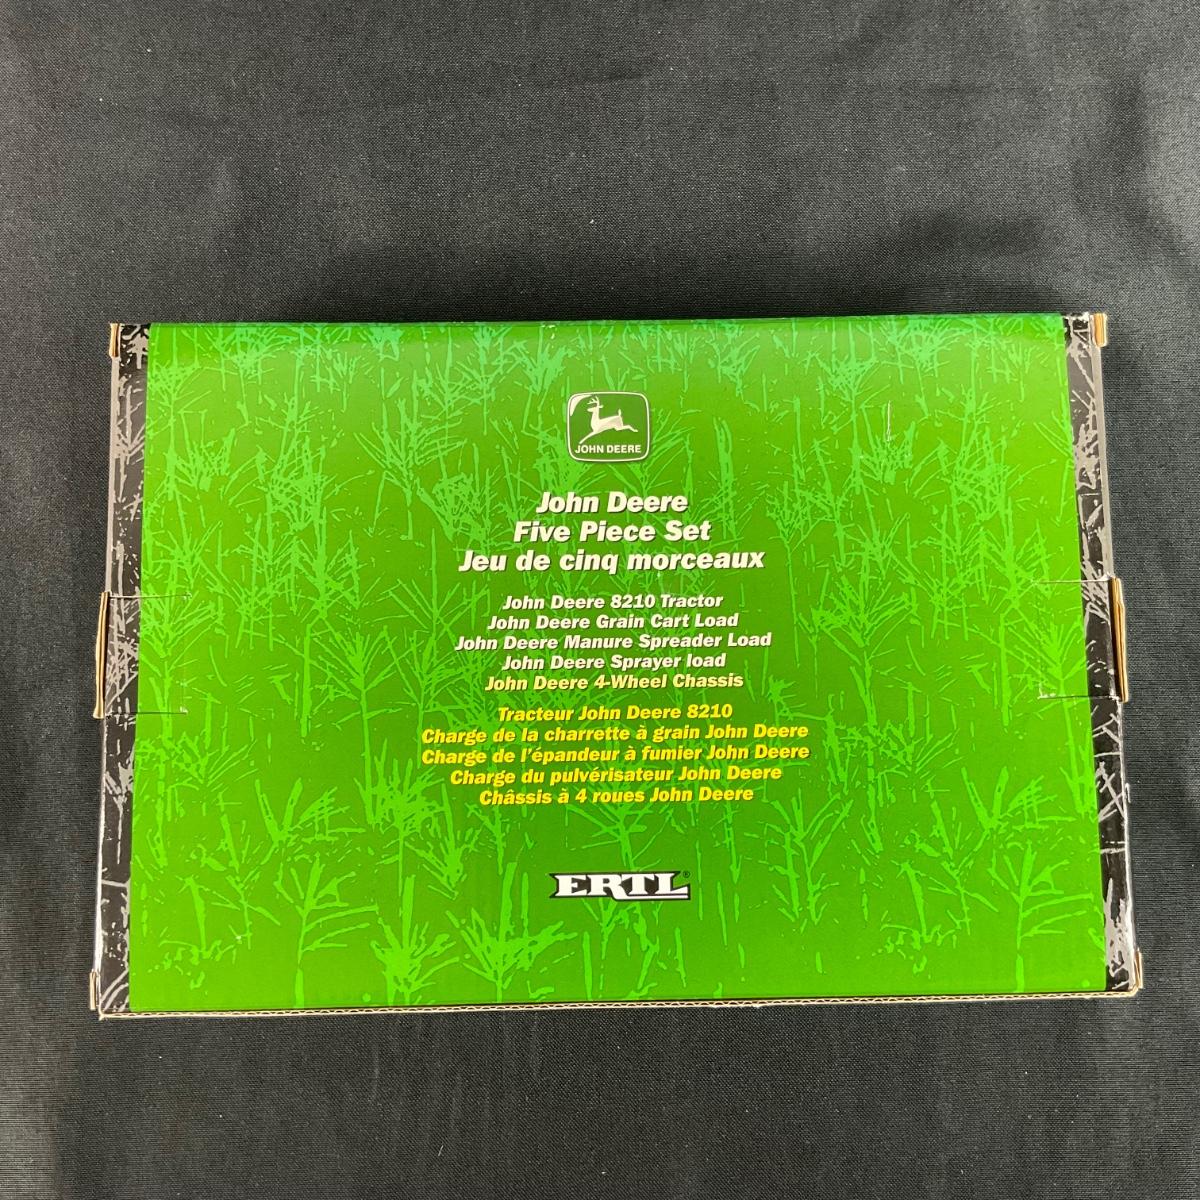 JOHN DEERE
John Deere
Five Piece Set
Jeu de cinq morceaux
John Deere 8210 Tractor
John Deere Grain Cart Load
John Deere Manure Spreader Load
John Deere Sprayer load
John Deere 4-Wheel Chassis
Tracteur John Deere 8210
Charge de la charrette à grain John Deere
Charge de l'épandeur à fumier John Deere
Charge du pulvérisateur John Deere
Châssis à 4 roues John Deere
ERTL®